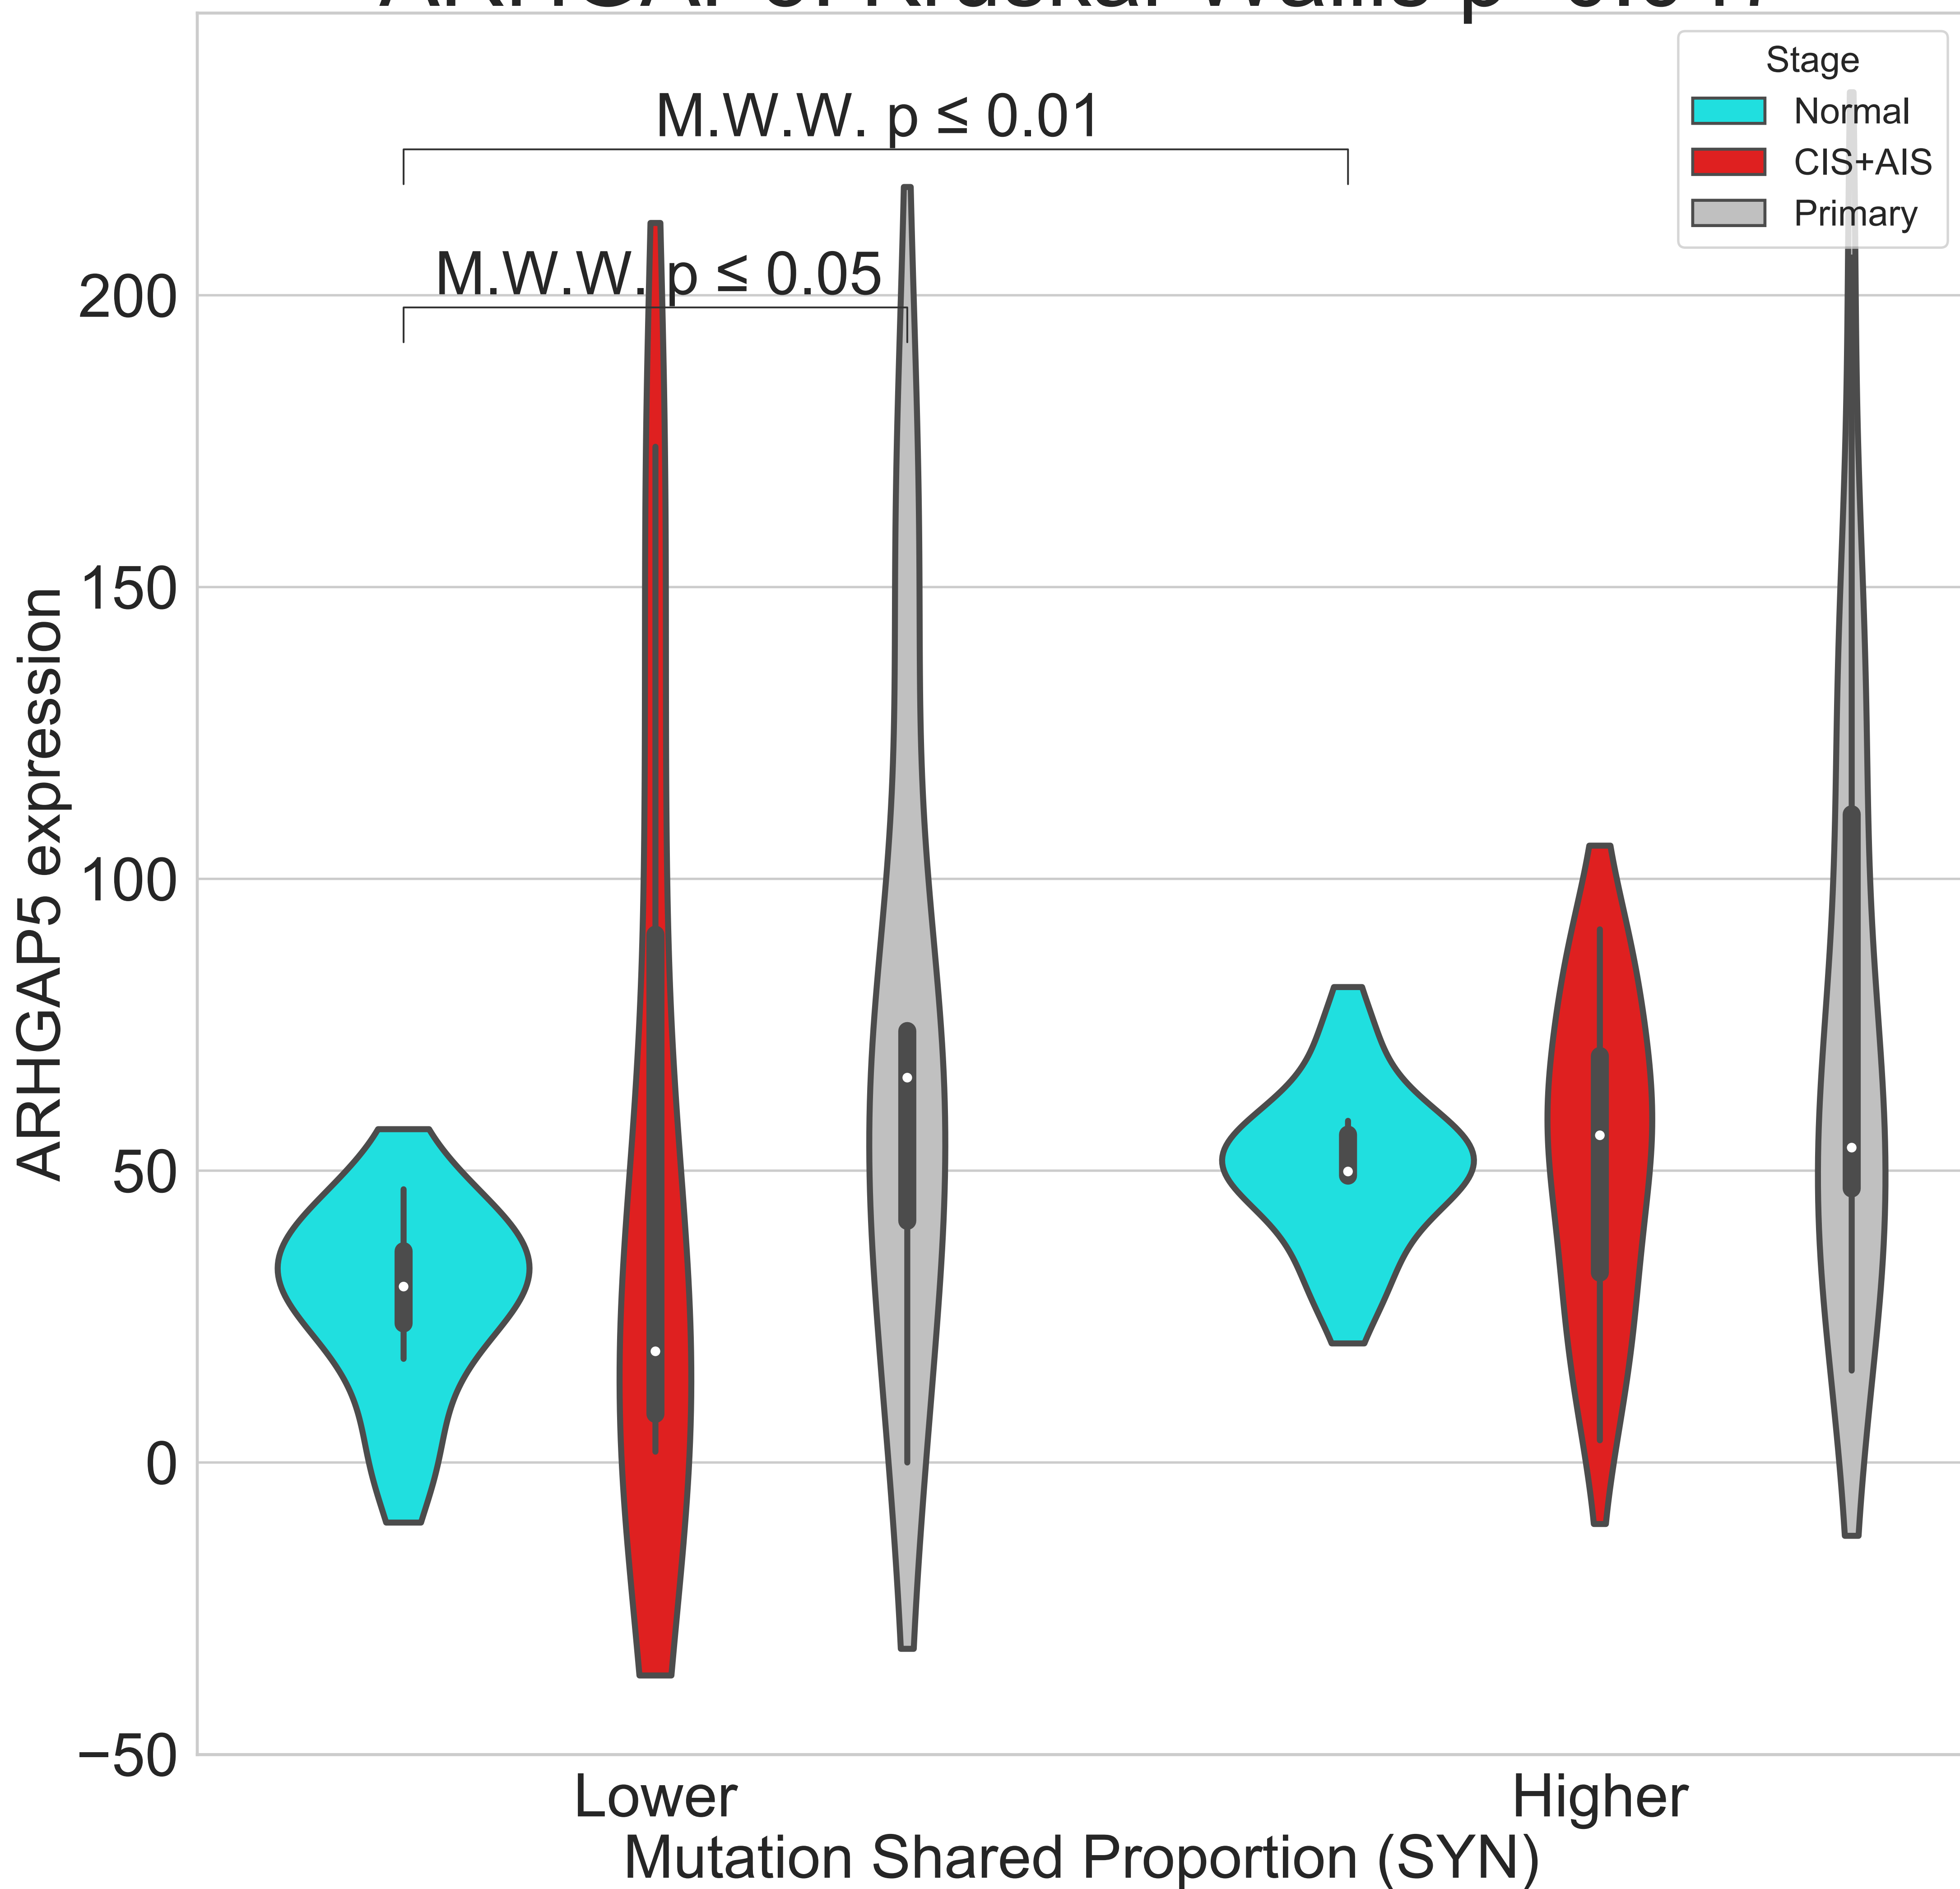 Stage
Normal
CIS+AIS
Primary
M.W.W. p ≤ 0.01
M.W.W. p ≤ 0.05
200
150
100
50
0
−50
ARHGAP5 expression
Lower
Higher
Mutation Shared Proportion (SYN)